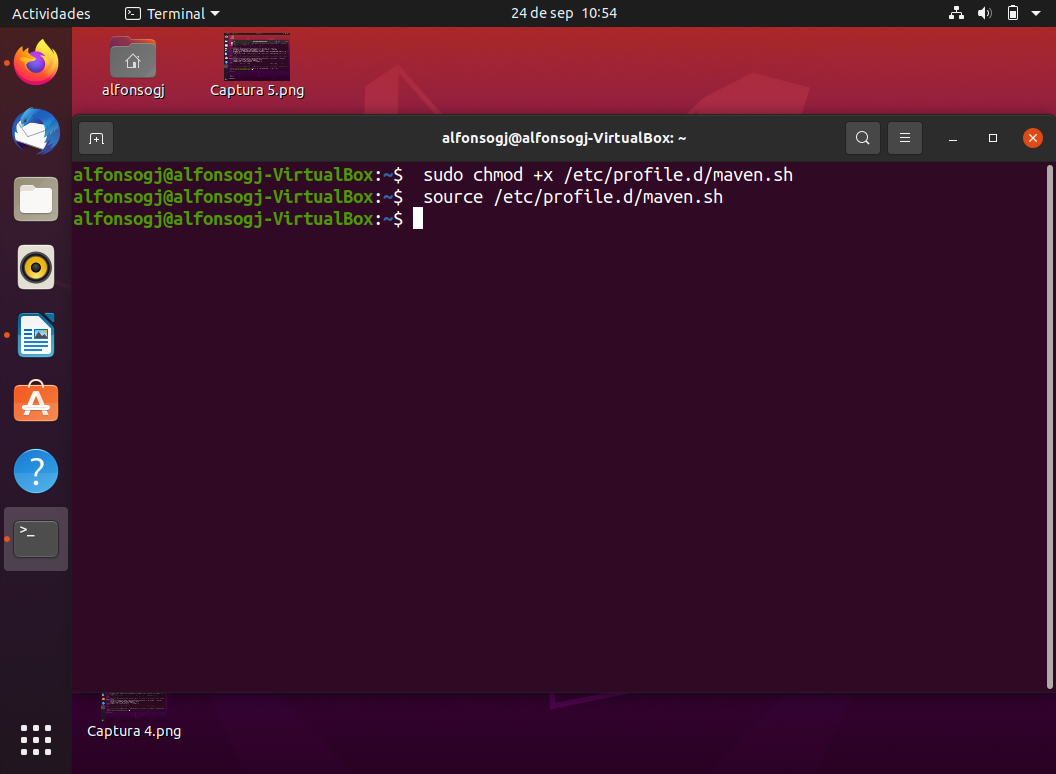 Actividades
Terminal
24 de sep 10:54
alfonsogj
Captura 5.png
alfonsogj@alfonsogj-VirtualBox: ~
alfonsogj@alfonsogj-VirtualBox:~$  sudo chmod +x /etc/profile.d/maven.sh
alfonsogj@alfonsogj-VirtualBox:~$  source /etc/profile.d/maven.sh
alfonsogj@alfonsogj-VirtualBox:~$
Captura 4.png